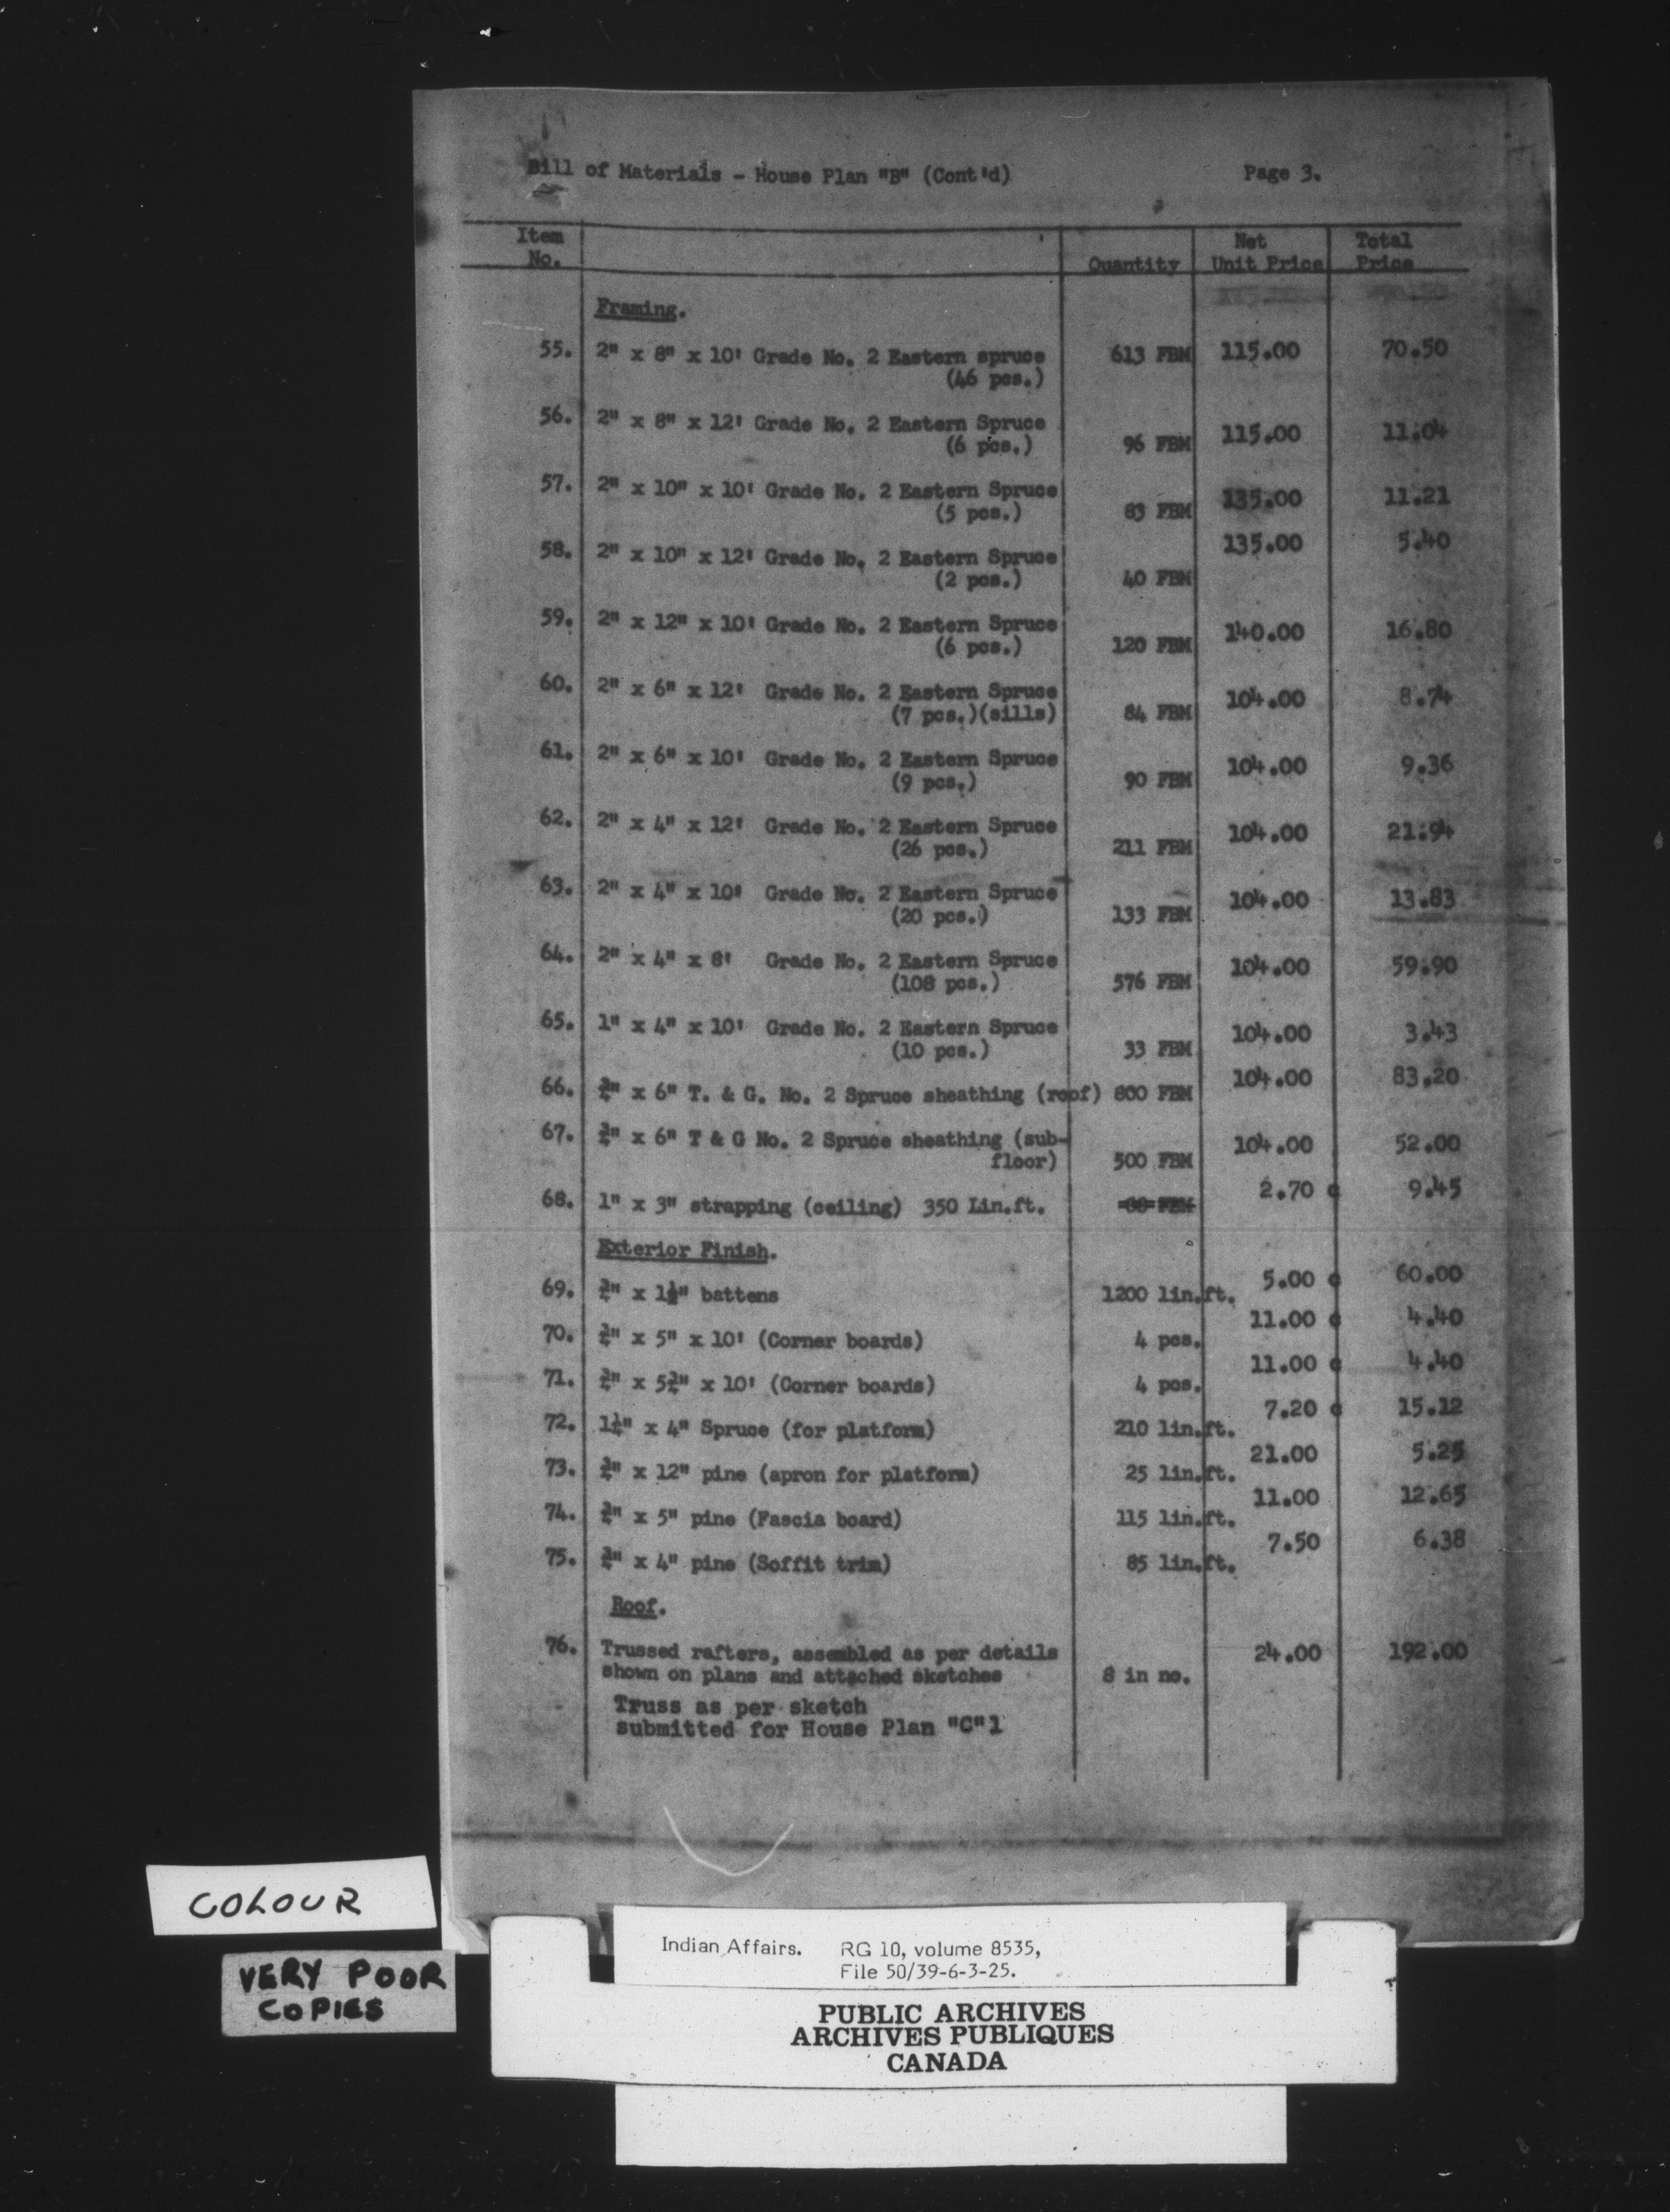 Bill of Materials - House Plan "B" (Cont'd) Page 3.
Item No. Quantity Net Unit Price Total Price
Framing.
55. 2" x 8" x 10' Grade No. 2 Eastern spruce 613 FBM 115.00 70.50
(46 pcs.)
56. 2" x 8" x 12' Grade No. 2 Eastern Spruce
(6 pcs.) 96 FBM 115.00 11.04
57. 2" x 10" x 10' Grade No. 2 Eastern Spruce
(5 pcs.) 83 FBM 135.00 11.21
58. 2" x 10" x 12' Grade No. 2 Eastern Spruce 135.00 5.40
(2 pcs.) 40 FBM
59. 2" x 12" x 10' Grade No. 2 Eastern Spruce
(6 pcs.) 120 FBM 140.00 16.80
60. 2" x 6" x 12' Grade No. 2 Eastern Spruce
(7 pcs.)(sills) 84 FBM 104.00 8.74
61. 2" x 6" x 10' Grade No. 2 Eastern Spruce
(9 pcs.) 90 FBM 104.00 9.36
62. 2" x 4" x 12' Grade No. 2 Eastern Spruce
(26 pcs.) 211 FBM 104.00 21.94
63. 2" x 4" x 10' Grade No. 2 Eastern Spruce
(20 pcs.) 133 FBM 104.00 13.83
64. 2" x 4" x 8' Grade No. 2 Eastern Spruce
(108 pcs.) 576 FBM 104.00 59.90
65. 1" x 4" x 10' Grade No. 2 Eastern Spruce
(10 pcs.) 33 FBM 104.00 3.43
66. ¾" x 6" T. & G. No. 2 Spruce sheathing (roof) 800 FBM 104.00 83.20
67. ¾" x 6" T & G No. 2 Spruce sheathing (sub-
floor) 500 FBM 104.00 52.00
68. 1" x 3" strapping (ceiling) 350 Lin.ft. FBM 2.70 ¢ 9.45
Exterior Finish.
69. ¾" x 1½" battens 1200 lin.ft. 5.00 ¢ 60.00
70. ¾" x 5" x 10' (Corner boards) 4 pcs. 11.00 ¢ 4.40
71. ¾" x 5¾" x 10' (Corner boards) 4 pcs. 11.00 ¢ 4.40
72. 1¼" x 4" Spruce (for platform) 210 lin.ft. 7.20 ¢ 15.12
73. ¾" x 12" pine (apron for platform) 25 lin.ft. 21.00 5.25
74. ¾" x 5" pine (Fascia board) 115 lin.ft. 11.00 12.65
75. ¾" x 4" pine (Soffit trim) 85 lin.ft. 7.50 6.38
Roof.
76. Trussed rafters, assembled as per details 24.00 192.00
shown on plans and attached sketches 8 in no.
Truss as per sketch
submitted for House Plan "C"1
COLOUR
VERY POOR
COPIES
Indian Affairs. RG 10, volume 8535,
File 50/39-6-3-25.
PUBLIC ARCHIVES
ARCHIVES PUBLIQUES
CANADA